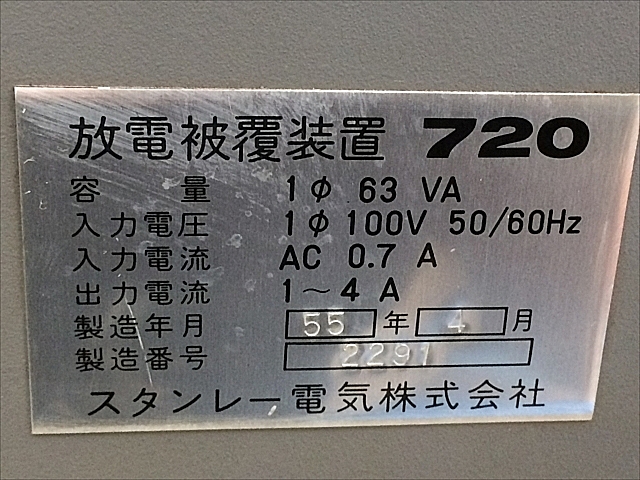 放電被覆装置 720
容量 1φ 63 VA
入力電圧 1φ 100V 50/60Hz
入力電流 AC 0.7 A
出力電流 1～4 A
製造年月 55 年 4 月
製造番号 2291
スタンレー電気株式会社